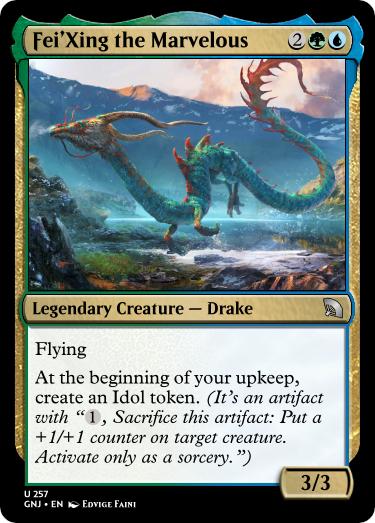 Fei'Xing the Marvelous 2
Legendary Creature — Drake
Flying
At the beginning of your upkeep,
create an Idol token. (It's an artifact
with “1, Sacrifice this artifact: Put a
+1/+1 counter on target creature.
Activate only as a sorcery.”)
3/3
U 257
GNJ • EN Edvige Faini